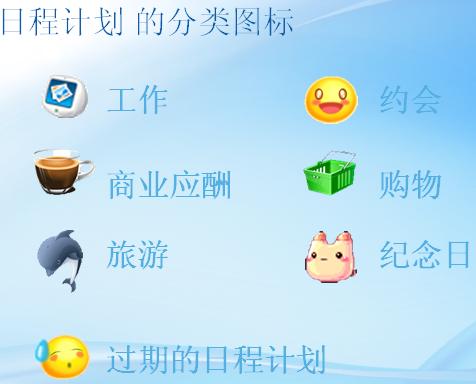 日程计划 的分类图标
工作
约会
商业应酬
购物
旅游
纪念日
过期的日程计划